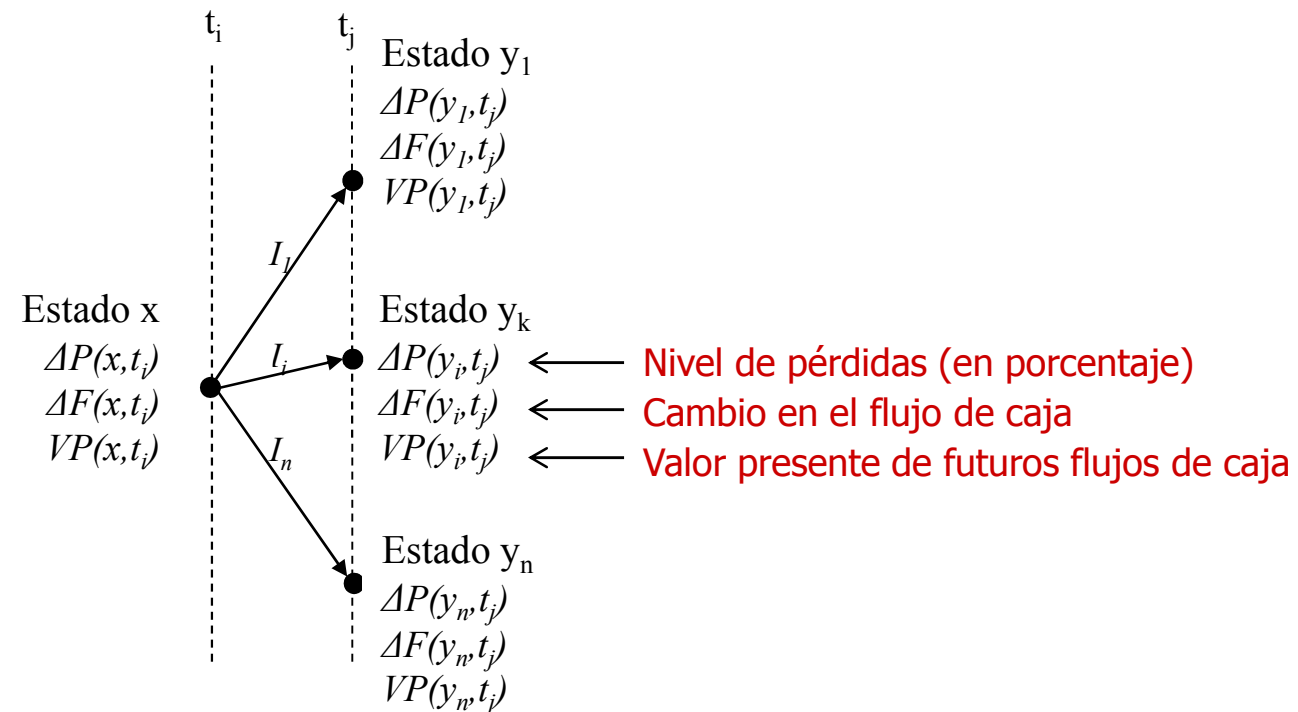 t_i
t_j
Estado y_1
ΔP(y_1,t_j)
ΔF(y_1,t_j)
VP(y_1,t_j)
I_1
Estado x
ΔP(x,t_i)
ΔF(x,t_i)
VP(x,t_i)
l_i
I_n
Estado y_k
ΔP(y_i,t_j) Nivel de pérdidas (en porcentaje)
ΔF(y_i,t_j) Cambio en el flujo de caja
VP(y_i,t_j) Valor presente de futuros flujos de caja
Estado y_n
ΔP(y_n,t_j)
ΔF(y_n,t_j)
VP(y_n,t_j)